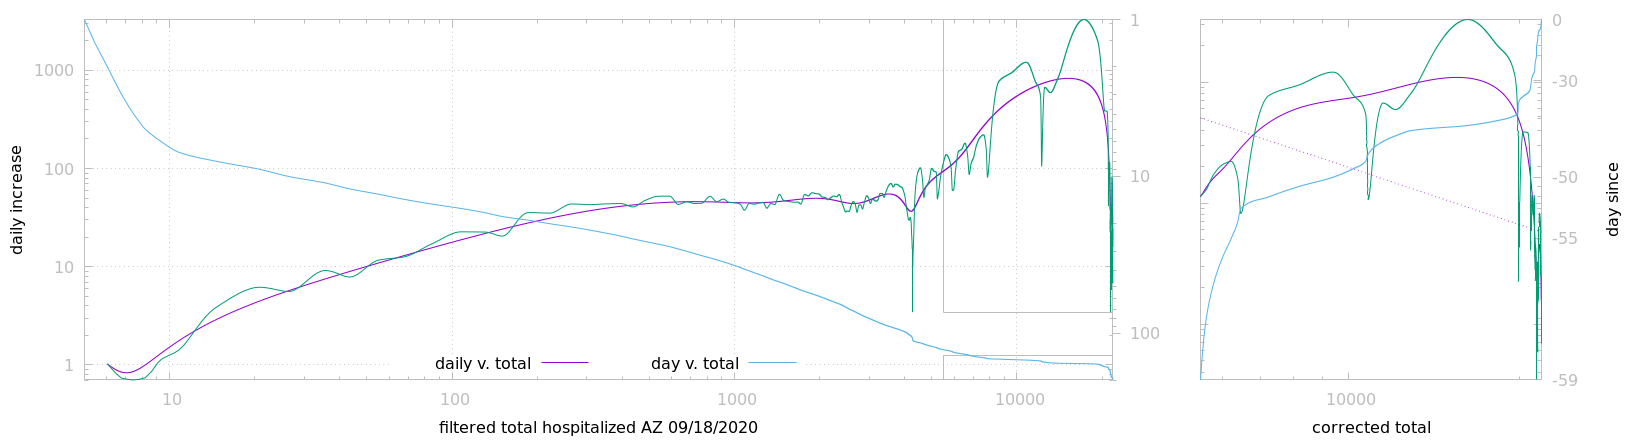 daily increase
1000
100
10
1
1
10
100
daily v. total
day v. total
10
100
1000
10000
filtered total hospitalized AZ 09/18/2020
0
-30
-50
-55
-59
day since
10000
corrected total